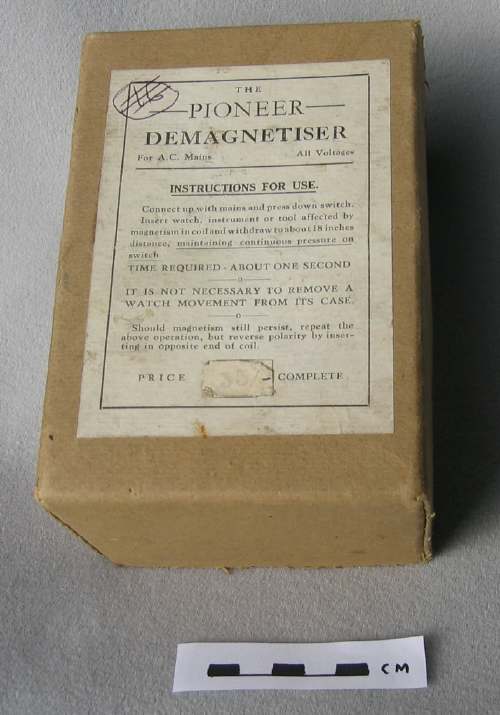 THE
PIONEER
DEMAGNETISER
For A.C. Mains All Voltages
INSTRUCTIONS FOR USE.
Connect up with mains and press down switch.
Insert watch, instrument or tool affected by
magnetism in coil and withdraw to about 18 inches
distance, maintaining continuous pressure on
switch
TIME REQUIRED - ABOUT ONE SECOND
o
IT IS NOT NECESSARY TO REMOVE A
WATCH MOVEMENT FROM ITS CASE.
o
Should magnetism still persist, repeat the
above operation, but reverse polarity by inser-
ting in opposite end of coil.
PRICE COMPLETE
CM